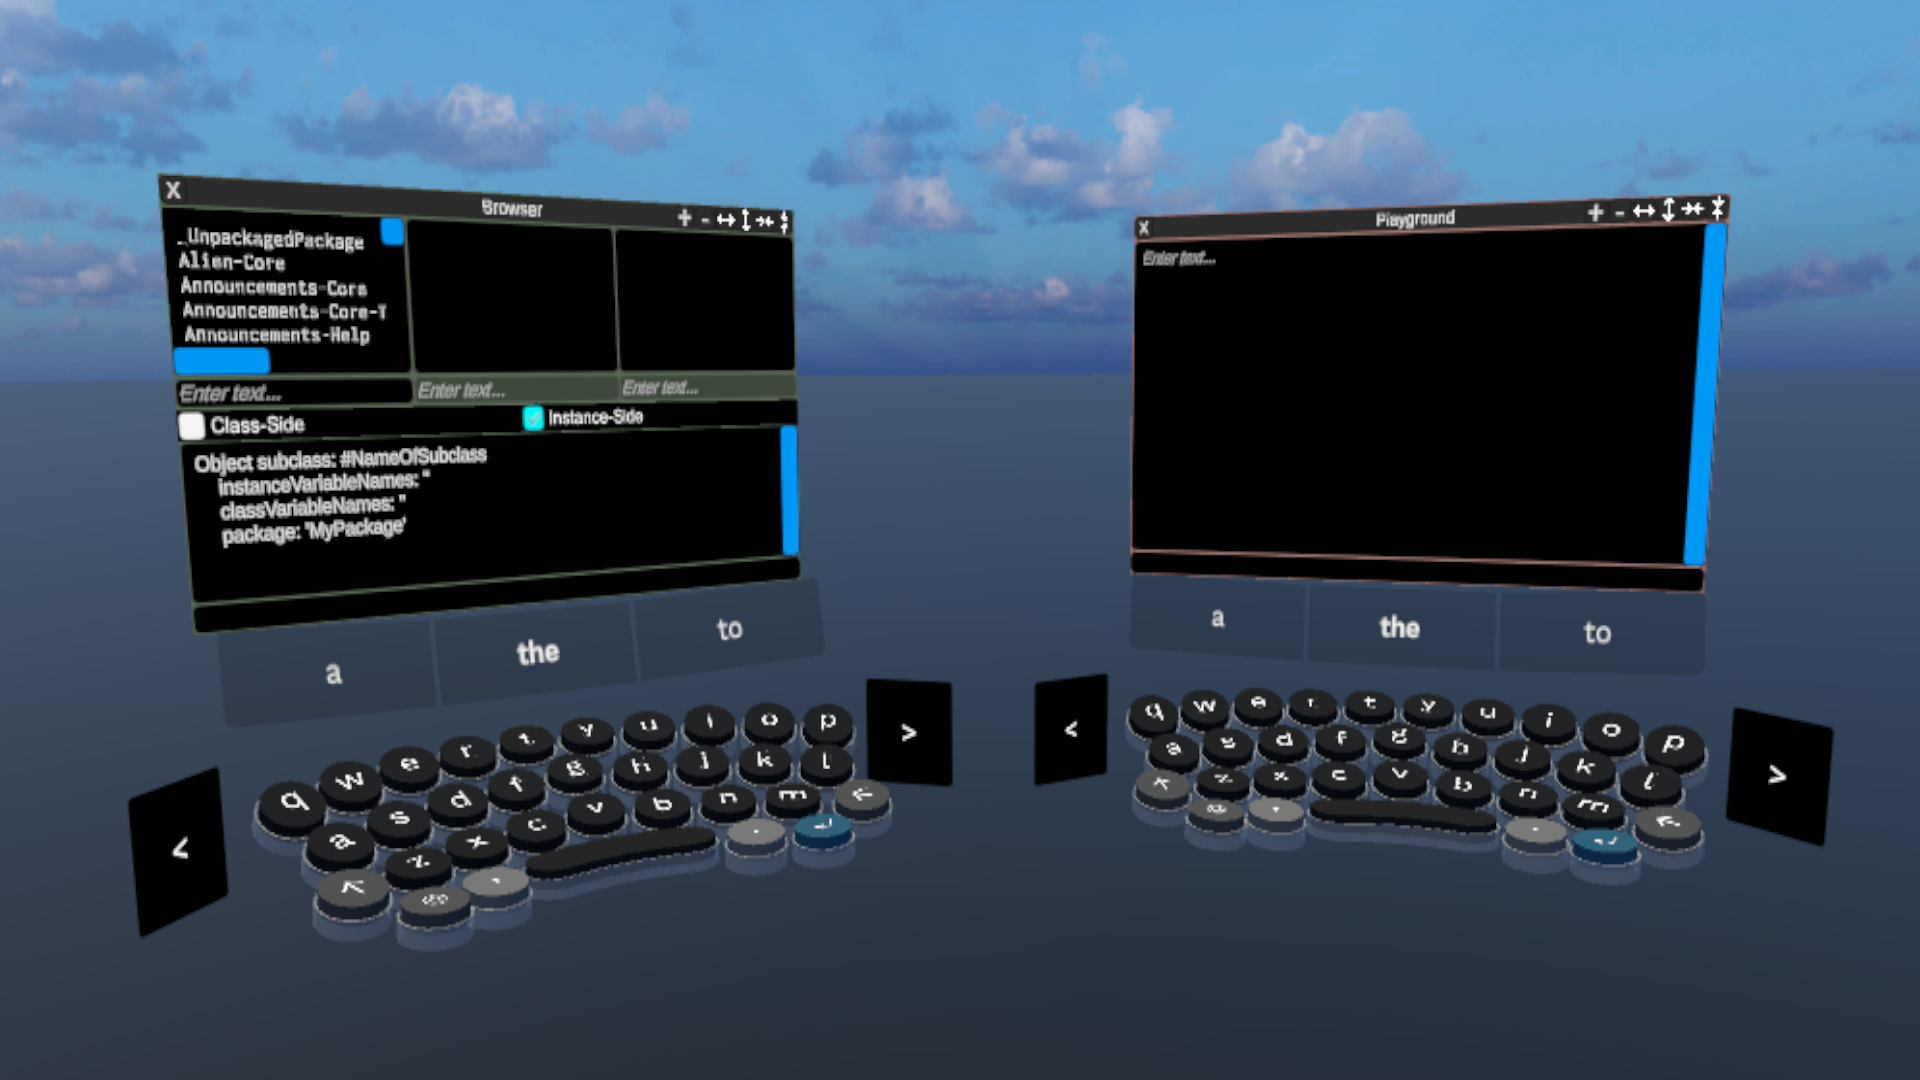 X Browser + -
_UnpackagedPackage
Alien-Core
Announcements-Core
Announcements-Core-T
Announcements-Help
Enter text... Enter text... Enter text...
Class-Side Instance-Side
Object subclass: #NameOfSubclass
instanceVariableNames: ''
classVariableNames: ''
package: 'MyPackage'
a the to
< >
q w e r t y u i o p
a s d f g h j k l
z x c v b n m
@
X Playground + -
Enter text...
a the to
< >
q w e r t y u i o p
a s d f g h j k l
z x c v b n m
@